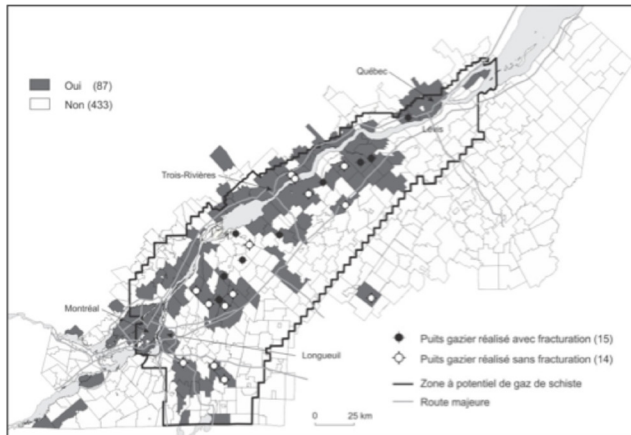 Oui (87)
Non (433)
Québec
Lévis
Trois-Rivières
Montréal
Longueuil
Puits gazier réalisé avec fracturation (15)
Puits gazier réalisé sans fracturation (14)
Zone à potentiel de gaz de schiste
Route majeure
0 25 km